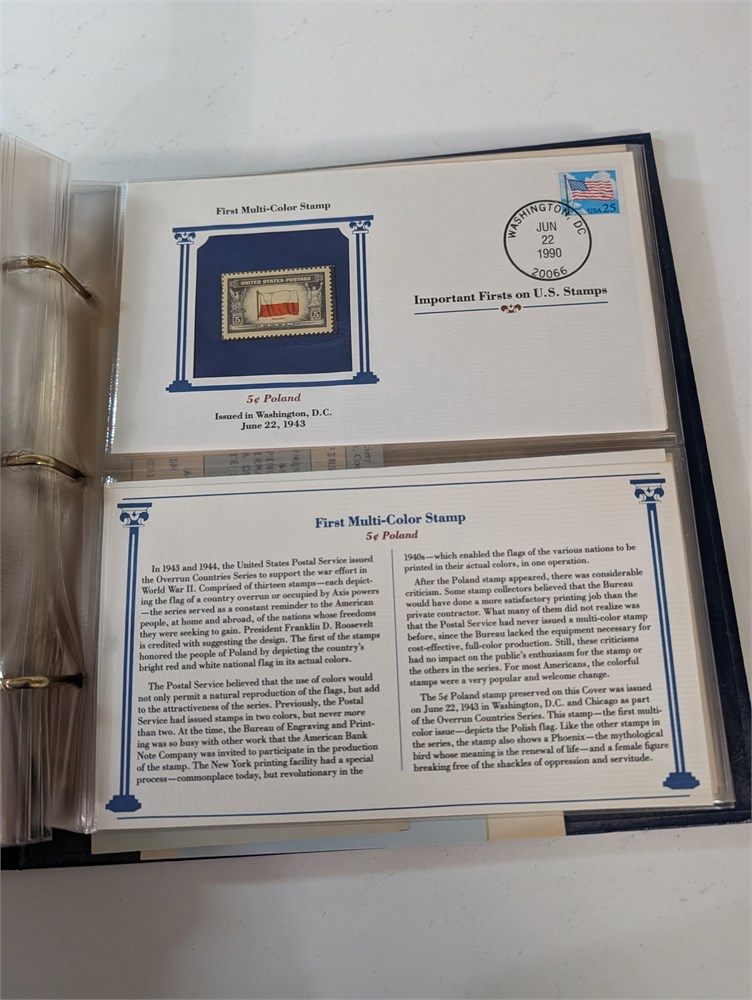 First Multi-Color Stamp
UNITED STATES POSTAGE
5
5
CENTS
5¢ Poland
Issued in Washington, D.C.
June 22, 1943
USA 25
WASHINGTON, DC
JUN
22
1990
20066
Important Firsts on U.S. Stamps
First Multi-Color Stamp
5¢ Poland
In 1943 and 1944, the United States Postal Service issued
the Overrun Countries Series to support the war effort in
World War II. Comprised of thirteen stamps—each depict-
ing the flag of a country overrun or occupied by Axis powers
—the series served as a constant reminder to the American
people, at home and abroad, of the nations whose freedoms
they were seeking to gain. President Franklin D. Roosevelt
is credited with suggesting the design. The first of the stamps
honored the people of Poland by depicting the country's
bright red and white national flag in its actual colors.
The Postal Service believed that the use of colors would
not only permit a natural reproduction of the flags, but add
to the attractiveness of the series. Previously, the Postal
Service had issued stamps in two colors, but never more
than two. At the time, the Bureau of Engraving and Print-
ing was so busy with other work that the American Bank
Note Company was invited to participate in the production
of the stamp. The New York printing facility had a special
process—commonplace today, but revolutionary in the
1940s—which enabled the flags of the various nations to be
printed in their actual colors, in one operation.
After the Poland stamp appeared, there was considerable
criticism. Some stamp collectors believed that the Bureau
would have done a more satisfactory printing job than the
private contractor. What many of them did not realize was
that the Postal Service had never issued a multi-color stamp
before, since the Bureau lacked the equipment necessary for
cost-effective, full-color production. Still, these criticisms
had no impact on the public's enthusiasm for the stamp or
the others in the series. For most Americans, the colorful
stamps were a very popular and welcome change.
The 5¢ Poland stamp preserved on this Cover was issued
on June 22, 1943 in Washington, D.C. and Chicago as part
of the Overrun Countries Series. This stamp—the first multi-
color issue—depicts the Polish flag. Like the other stamps in
the series, the stamp also shows a Phoenix—the mythological
bird whose meaning is the renewal of life—and a female figure
breaking free of the shackles of oppression and servitude.